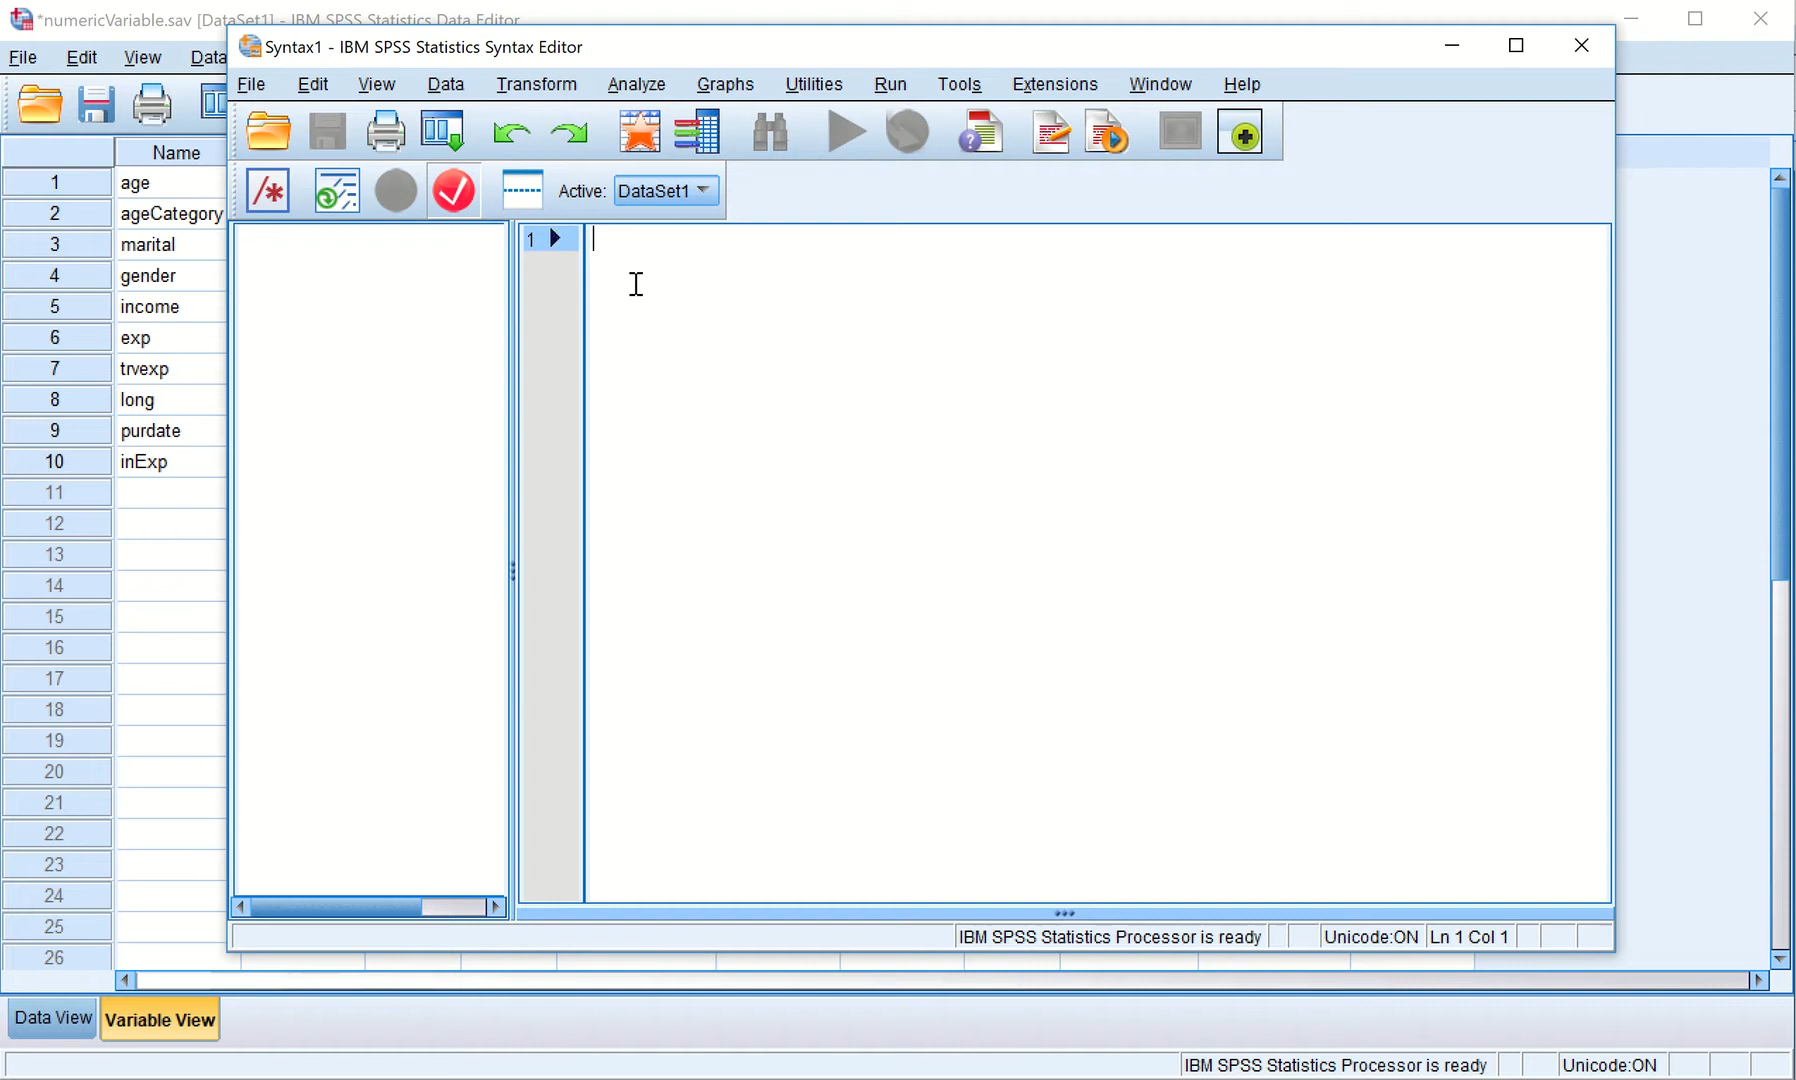 *numericVariable.sav [DataSet1] - IBM SPSS Statistics Data Editor
File Edit View Data
Syntax1 - IBM SPSS Statistics Syntax Editor
File Edit View Data Transform Analyze Graphs Utilities Run Tools Extensions Window Help
Active: DataSet1
Name
1 age
2 ageCategory
3 marital
4 gender
5 income
6 exp
7 trvexp
8 long
9 purdate
10 inExp
11
12
13
14
15
16
17
18
19
20
21
22
23
24
25
26
1
IBM SPSS Statistics Processor is ready Unicode:ON Ln 1 Col 1
Data View Variable View
IBM SPSS Statistics Processor is ready Unicode:ON